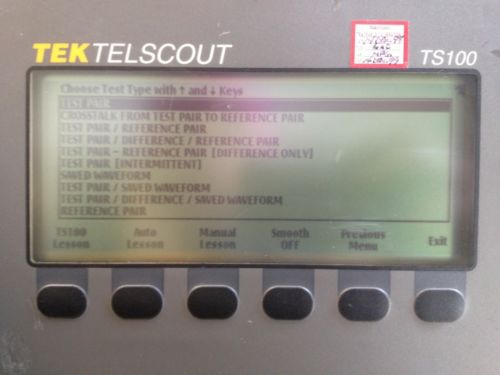 TEK TELSCOUT
TS100
Choose Test Type with ↑ and ↓ Keys
TEST PAIR
CROSSTALK FROM TEST PAIR TO REFERENCE PAIR
TEST PAIR / REFERENCE PAIR
TEST PAIR / DIFFERENCE / REFERENCE PAIR
TEST PAIR - REFERENCE PAIR [DIFFERENCE ONLY]
TEST PAIR [INTERMITTENT]
SAVED WAVEFORM
TEST PAIR / SAVED WAVEFORM
TEST PAIR / DIFFERENCE / SAVED WAVEFORM
REFERENCE PAIR
TS100 Auto Manual Smooth Previous
Lesson Lesson Lesson OFF Menu Exit